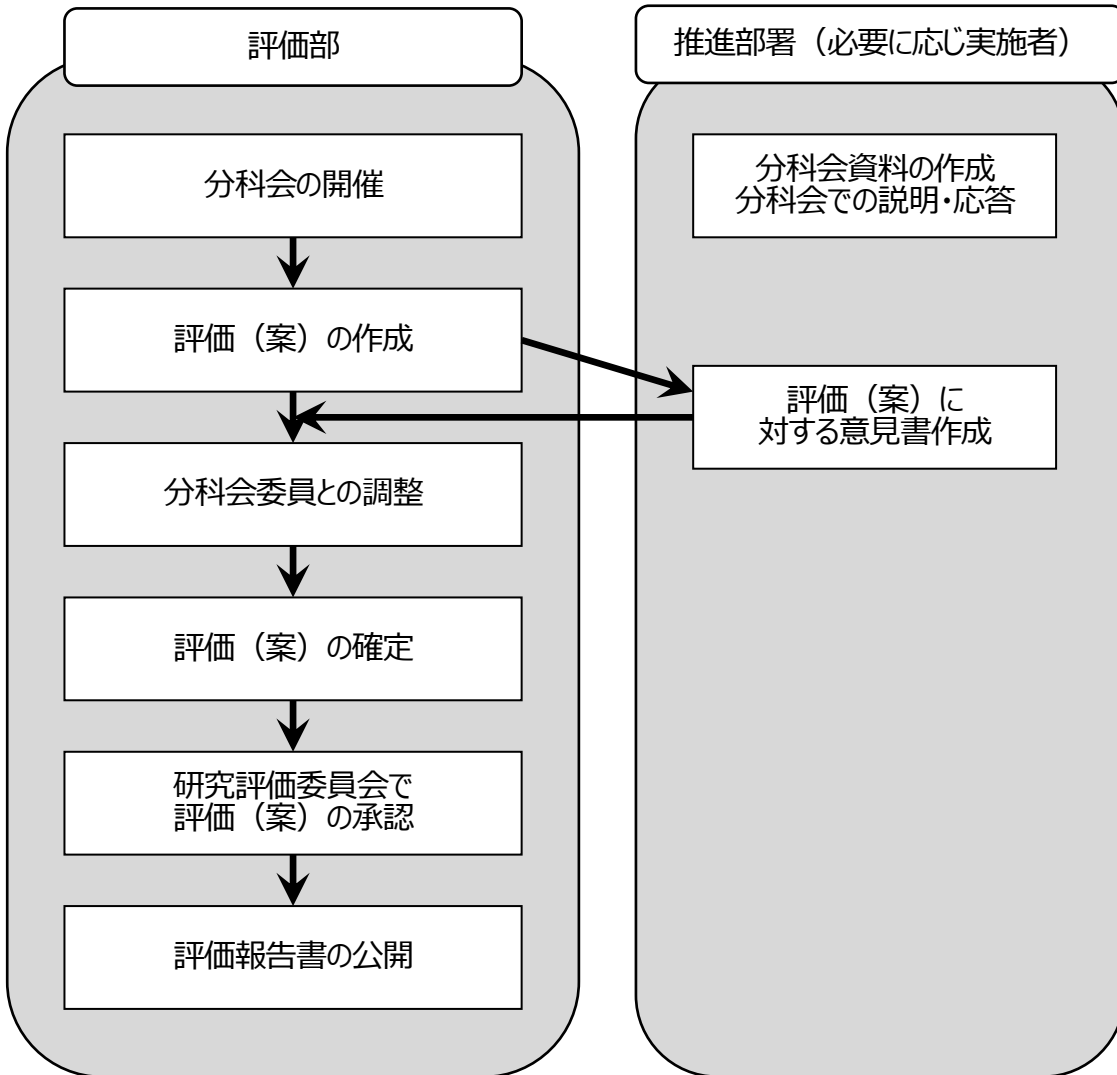 評価部
分科会の開催
評価（案）の作成
分科会委員との調整
評価（案）の確定
研究評価委員会で
評価（案）の承認
評価報告書の公開
推進部署（必要に応じ実施者）
分科会資料の作成
分科会での説明・応答
評価（案）に
対する意見書作成